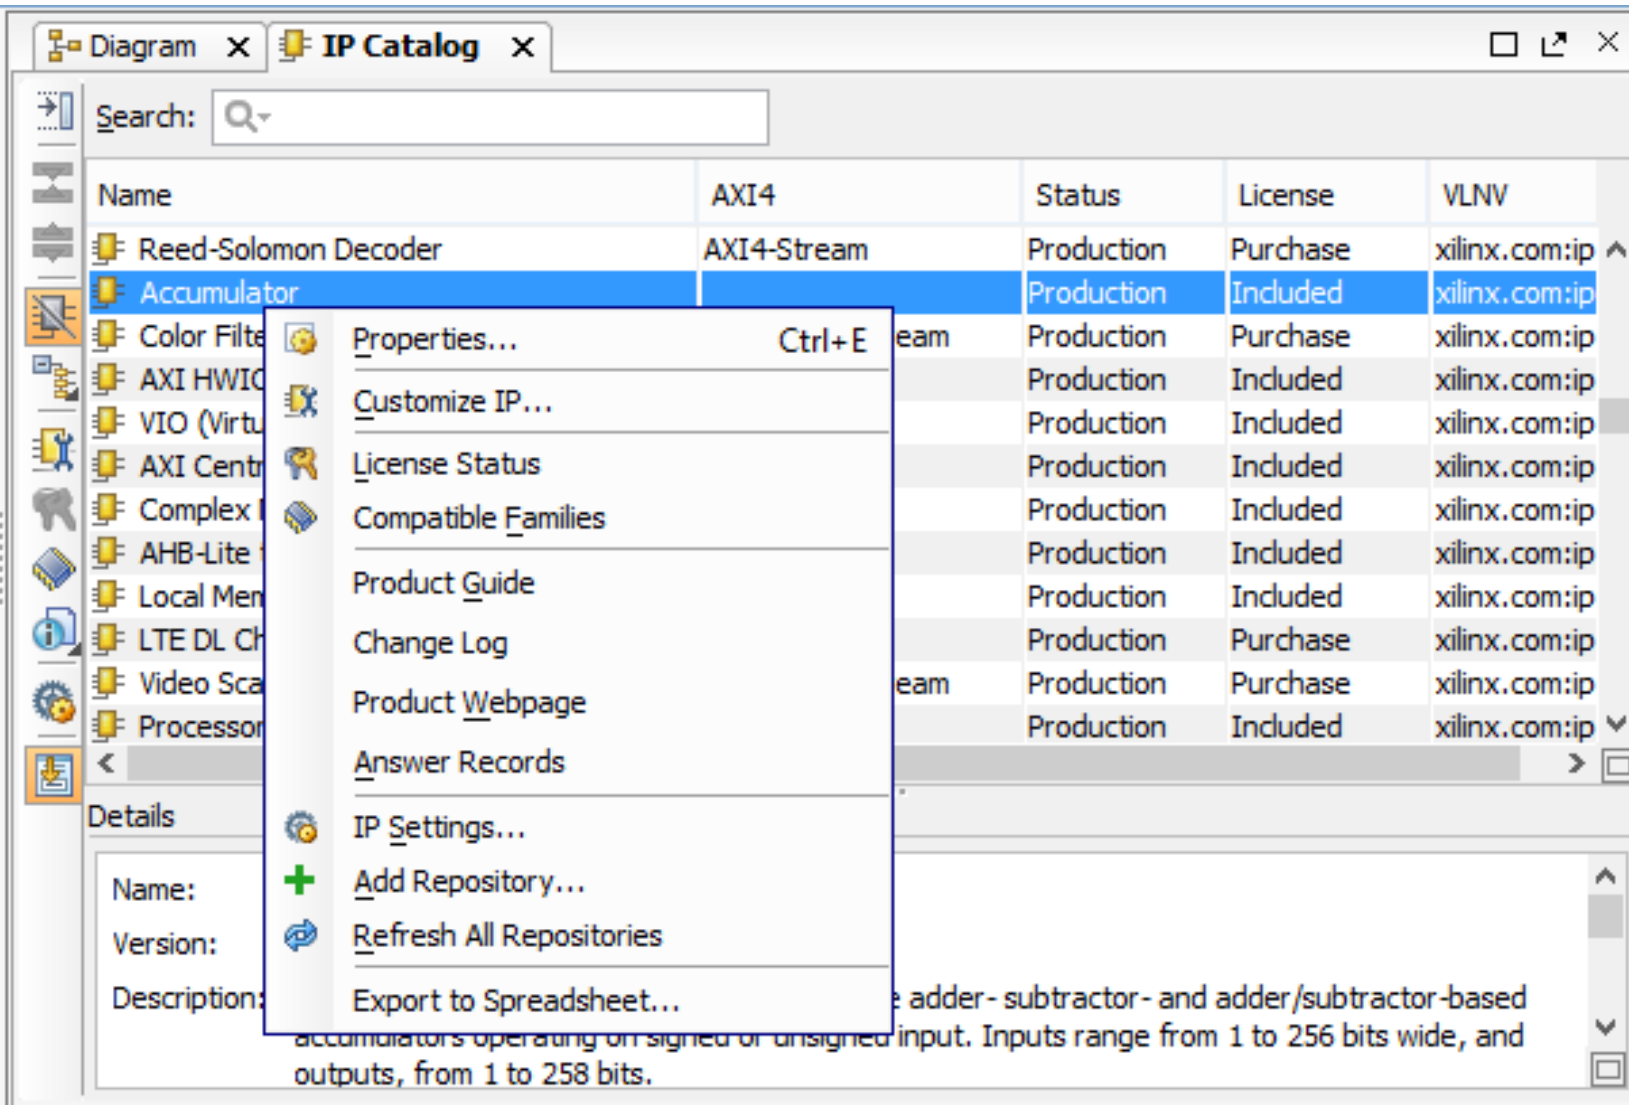 Diagram IP Catalog
Search:
Name AXI4 Status License VLNV
Reed-Solomon Decoder AXI4-Stream Production Purchase xilinx.com:ip
Accumulator Production Included xilinx.com:ip
Color Filte eam Production Purchase xilinx.com:ip
AXI HWIC Production Included xilinx.com:ip
VIO (Virtu Production Included xilinx.com:ip
AXI Centr Production Included xilinx.com:ip
Complex Production Included xilinx.com:ip
AHB-Lite Production Included xilinx.com:ip
Local Mem Production Included xilinx.com:ip
LTE DL Ch Production Purchase xilinx.com:ip
Video Sca eam Production Purchase xilinx.com:ip
Processor Production Included xilinx.com:ip
Properties... Ctrl+E
Customize IP...
License Status
Compatible Families
Product Guide
Change Log
Product Webpage
Answer Records
IP Settings...
Add Repository...
Refresh All Repositories
Export to Spreadsheet...
Details
Name:
Version:
Description: adder- subtractor- and adder/subtractor-based
accumulators operating on signed or unsigned input. Inputs range from 1 to 256 bits wide, and
outputs, from 1 to 258 bits.